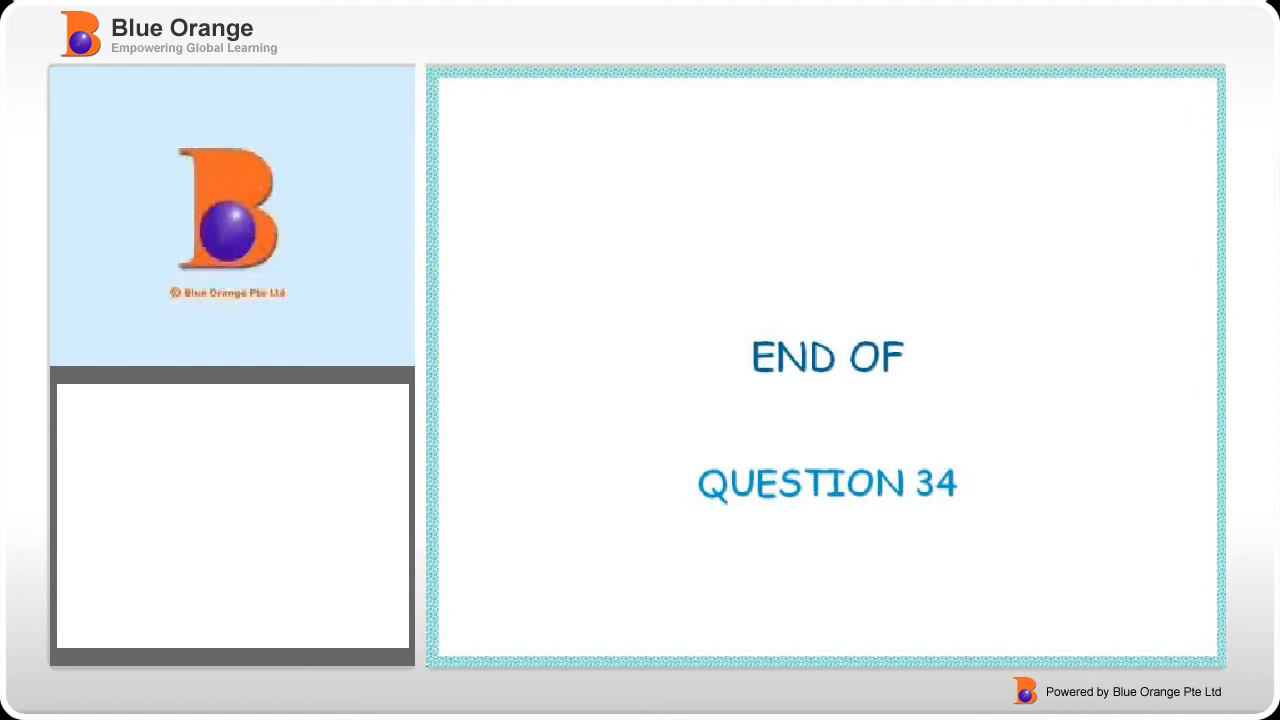 Blue Orange
Empowering Global Learning
© Blue Orange Pte Ltd
END OF
QUESTION 34
Powered by Blue Orange Pte Ltd